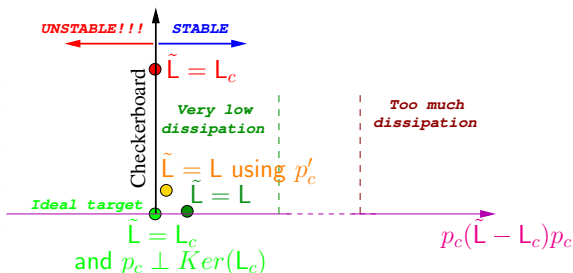 UNSTABLE!!! STABLE
L̃ = L_c
Checkerboard
Very low
dissipation
Too much
dissipation
L̃ = L using p'_c
L̃ = L
Ideal target
L̃ = L_c
and p_c ⊥ Ker(L_c)
p_c(L̃ − L_c)p_c